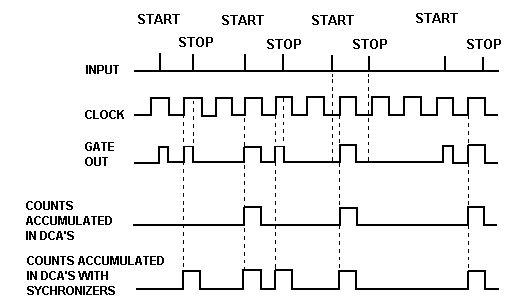 START START START START
STOP STOP STOP STOP
INPUT
CLOCK
GATE
OUT
COUNTS
ACCUMULATED
IN DCA'S
COUNTS ACCUMULATED
IN DCA'S WITH
SYCHRONIZERS